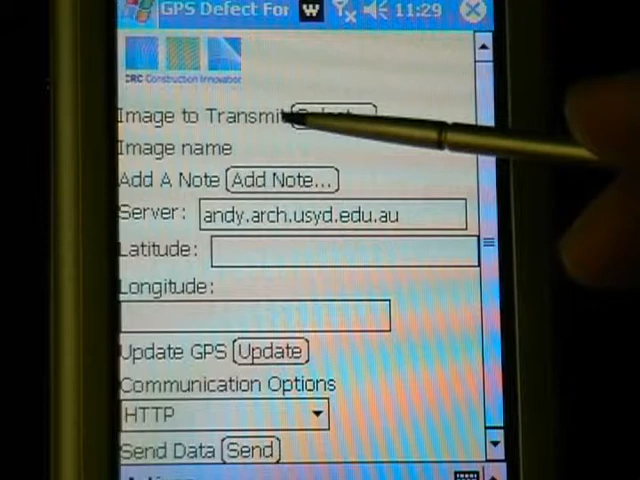 GPS Defect For 11:29
CRC Construction Innovation
Image to Transmit
Image name
Add A Note Add Note...
Server: andy.arch.usyd.edu.au
Latitude:
Longitude:
Update GPS Update
Communication Options
HTTP
Send Data Send